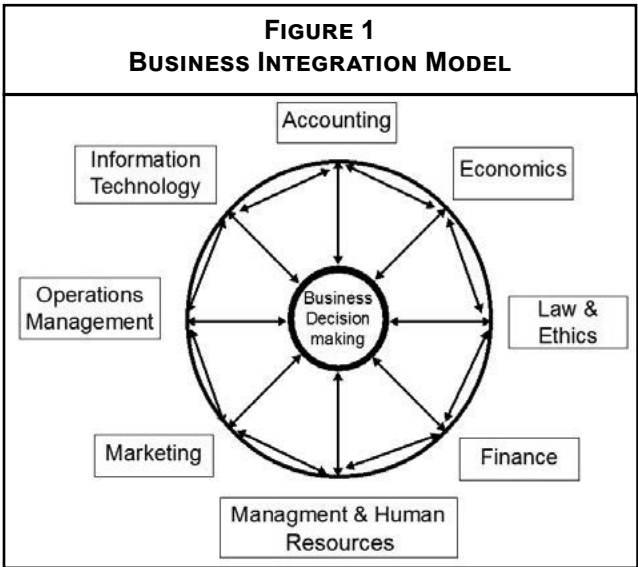 FIGURE 1
BUSINESS INTEGRATION MODEL
Accounting
Information
Technology
Economics
Operations
Management
Business
Decision
making
Law &
Ethics
Marketing
Finance
Managment & Human
Resources